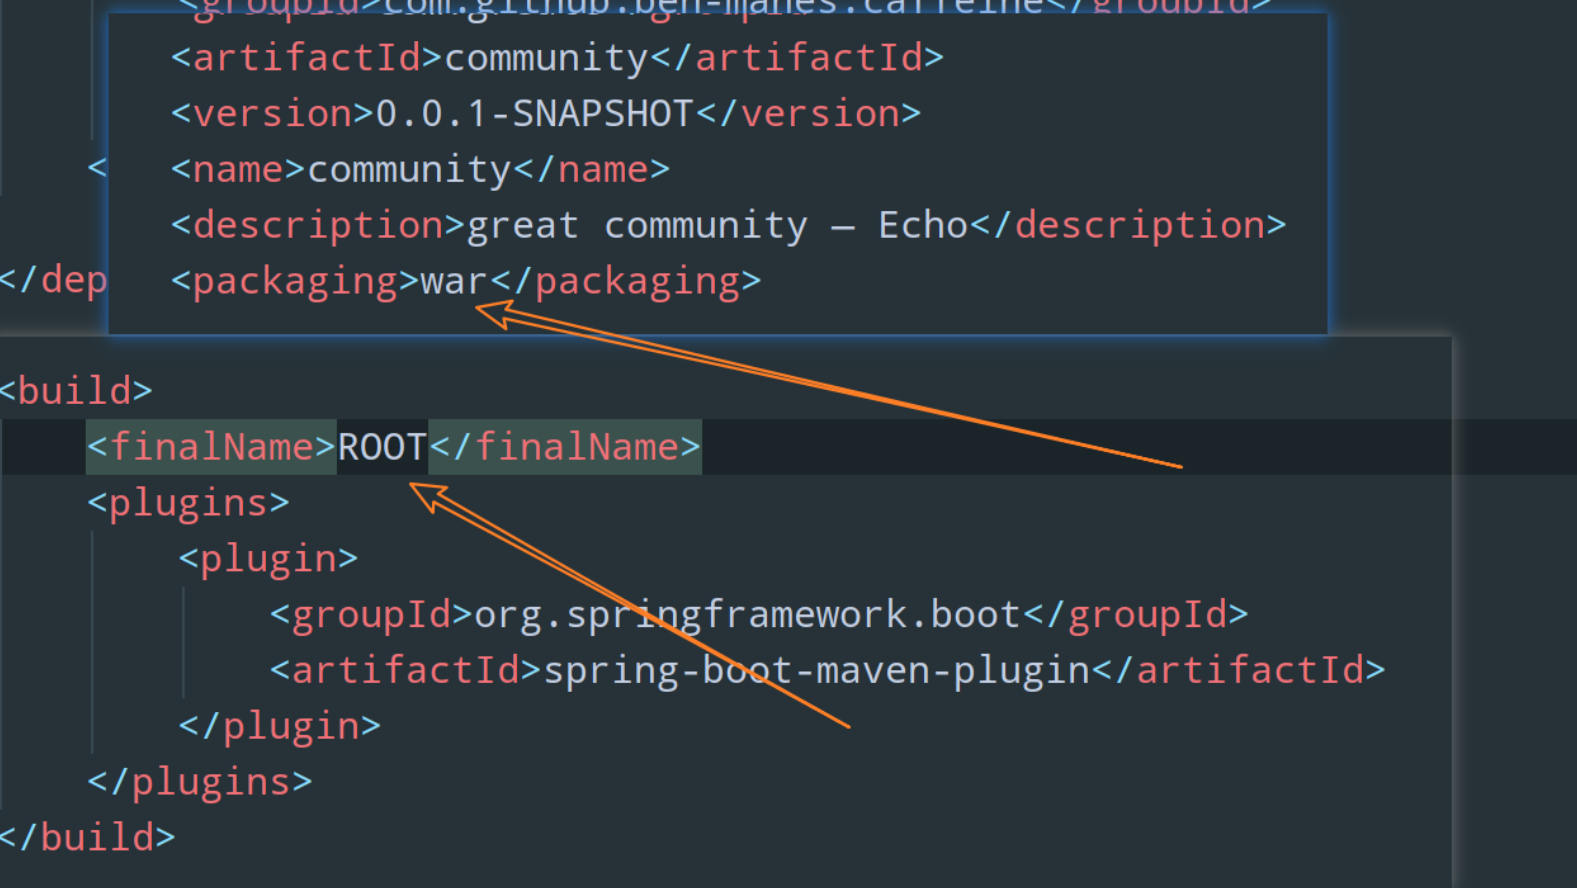 <groupId>com.github.ben-manes.caffeine</groupId>
<artifactId>community</artifactId>
<version>0.0.1-SNAPSHOT</version>
<name>community</name>
<description>great community — Echo</description>
<packaging>war</packaging>
<
</dep
<build>
<finalName>ROOT</finalName>
<plugins>
<plugin>
<groupId>org.springframework.boot</groupId>
<artifactId>spring-boot-maven-plugin</artifactId>
</plugin>
</plugins>
</build>